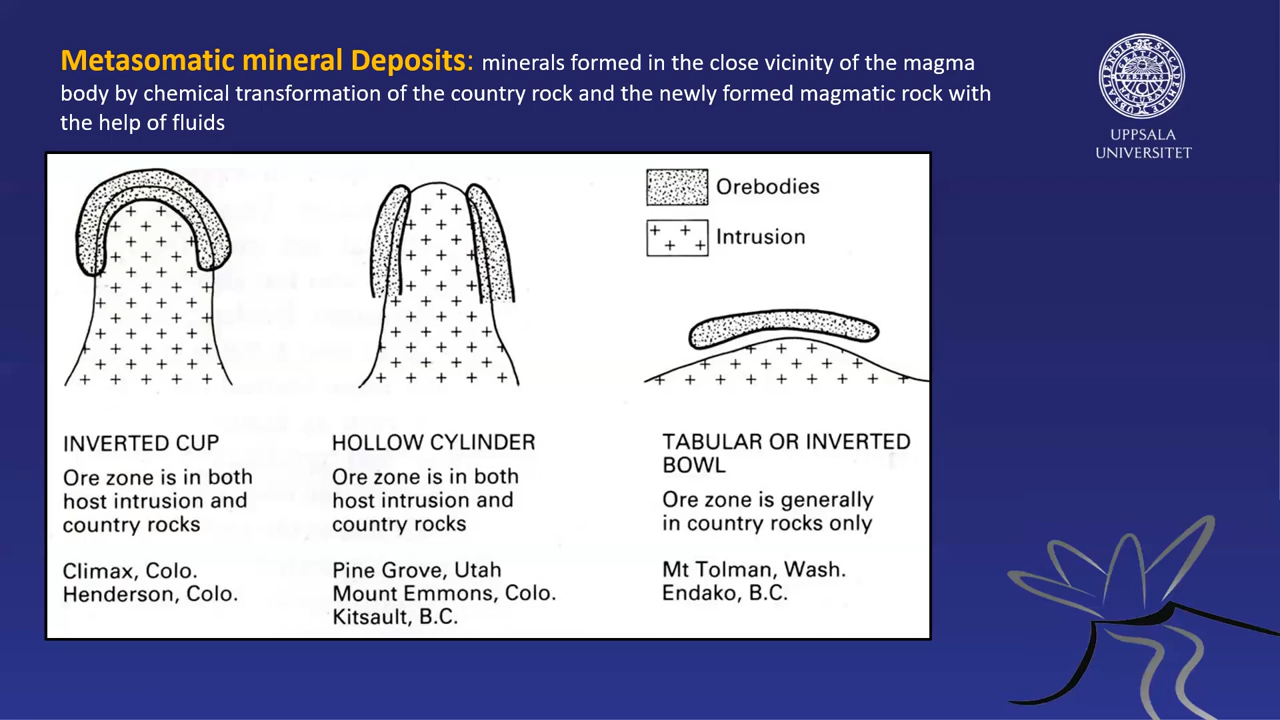 Metasomatic mineral Deposits: minerals formed in the close vicinity of the magma
body by chemical transformation of the country rock and the newly formed magmatic rock with
the help of fluids
UPPSALA
UNIVERSITET
Orebodies
Intrusion
INVERTED CUP
Ore zone is in both
host intrusion and
country rocks
Climax, Colo.
Henderson, Colo.
HOLLOW CYLINDER
Ore zone is in both
host intrusion and
country rocks
Pine Grove, Utah
Mount Emmons, Colo.
Kitsault, B.C.
TABULAR OR INVERTED
BOWL
Ore zone is generally
in country rocks only
Mt Tolman, Wash.
Endako, B.C.